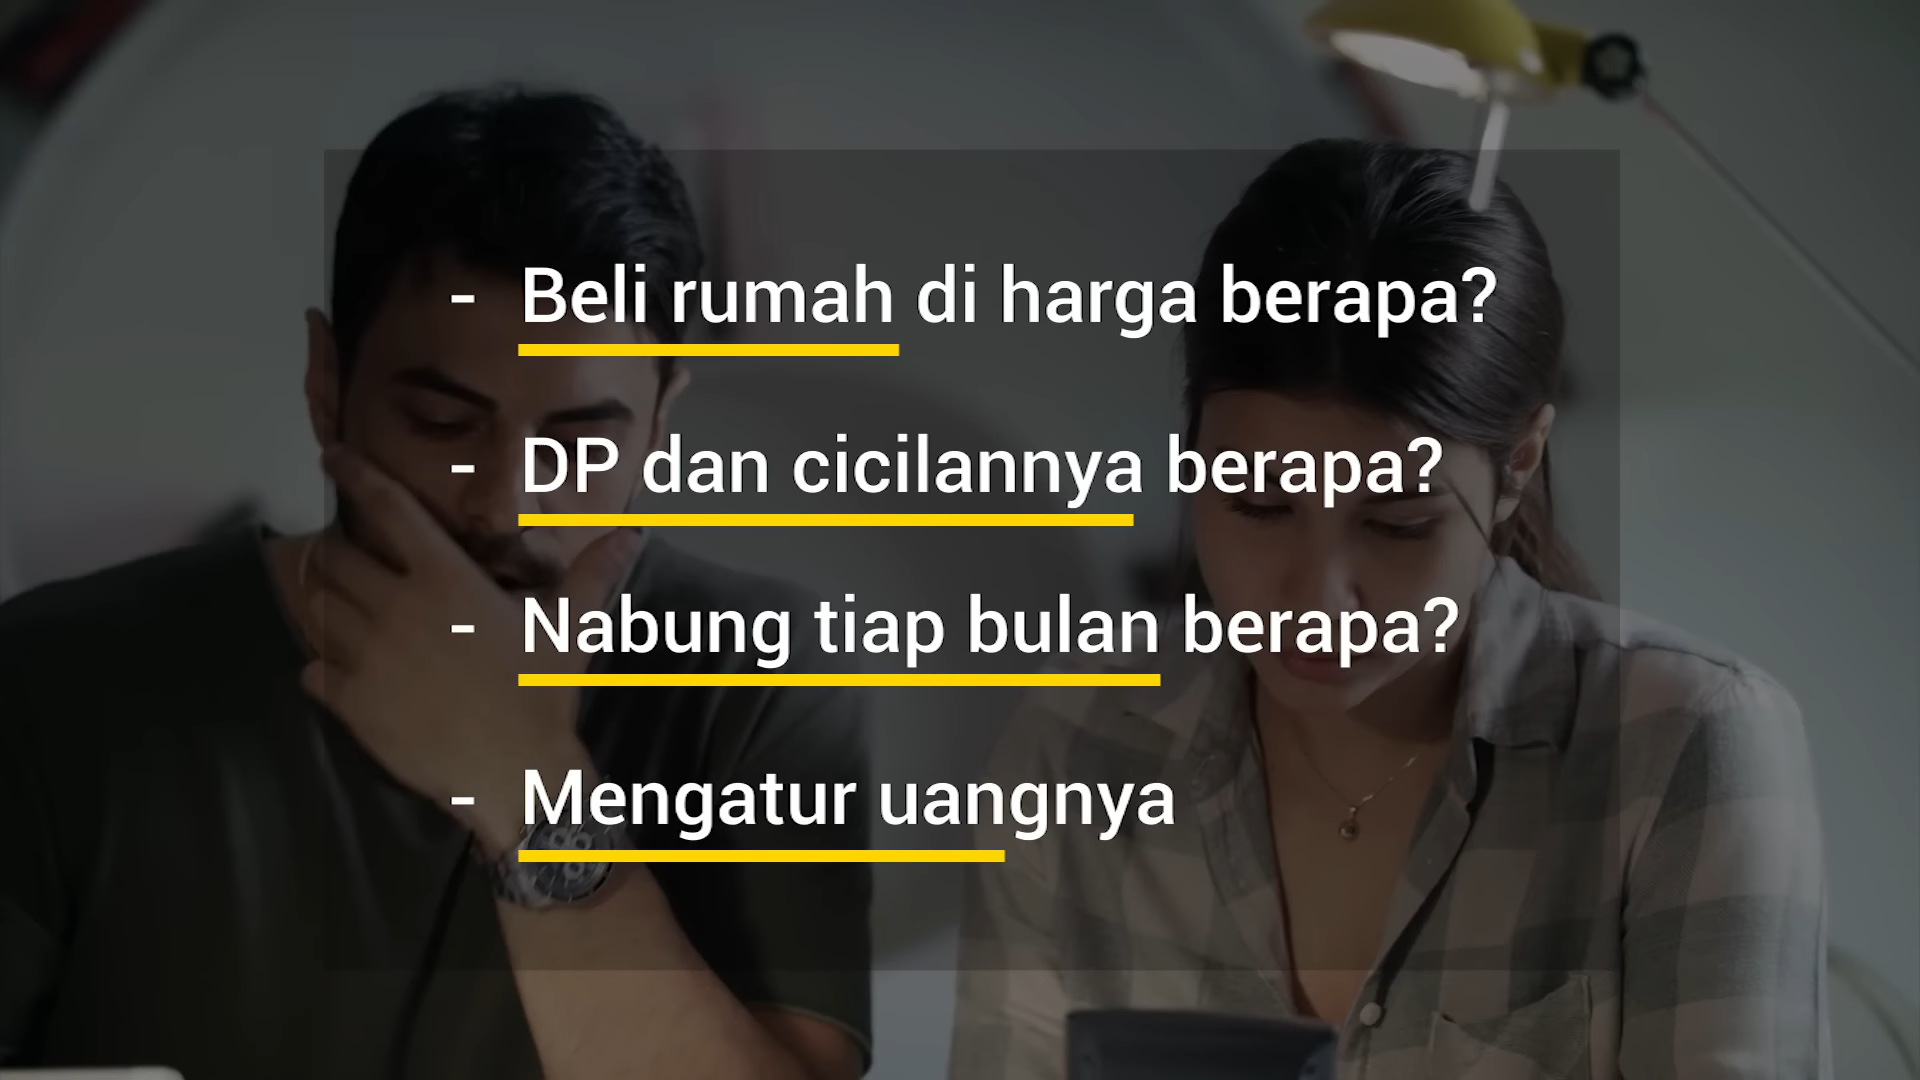 - Beli rumah di harga berapa?
- DP dan cicilannya berapa?
- Nabung tiap bulan berapa?
- Mengatur uangnya